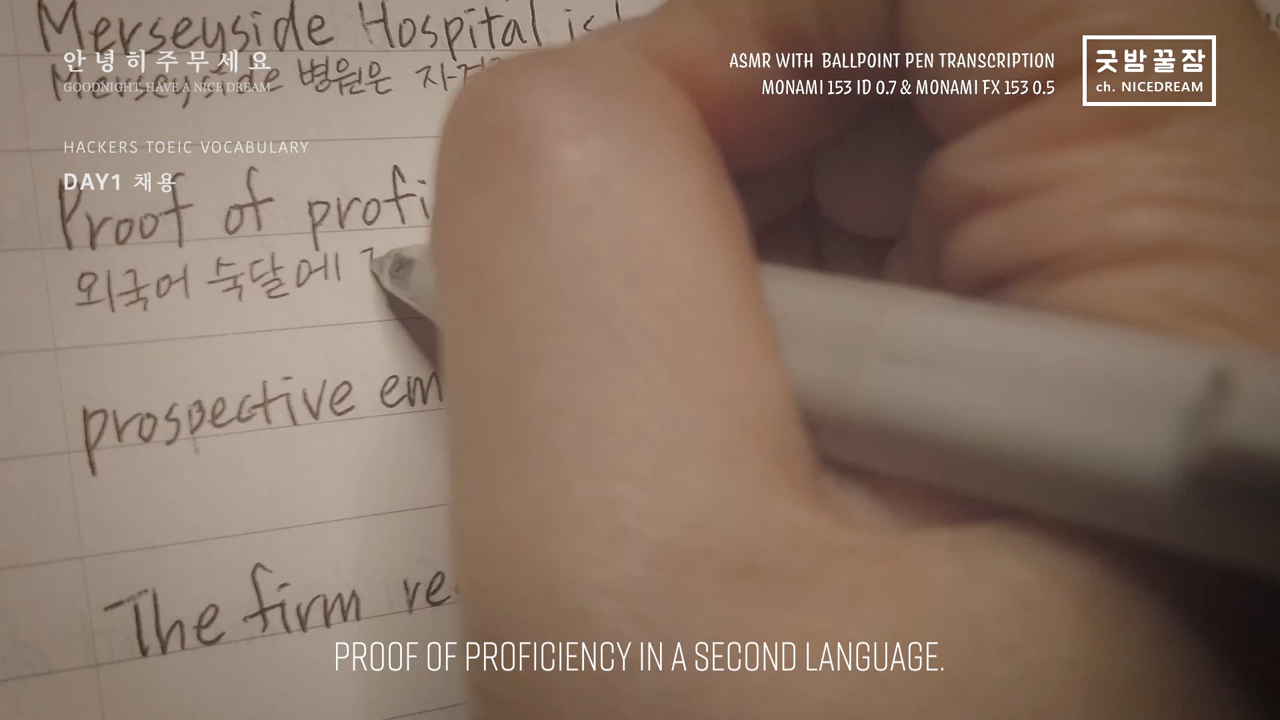 Merseyside Hospital is
안녕히주무세요
GOODNIGHT, HAVE A NICE DREAM
Merseyside 병원은
ASMR WITH BALLPOINT PEN TRANSCRIPTION
MONAMI 153 ID 0.7 & MONAMI FX 153 0.5
굿밤꿀잠
ch. NICEDREAM
HACKERS TOEIC VOCABULARY
DAY1 채용
Proof of profi
외국어 숙달에
prospective em
The firm re
PROOF OF PROFICIENCY IN A SECOND LANGUAGE.